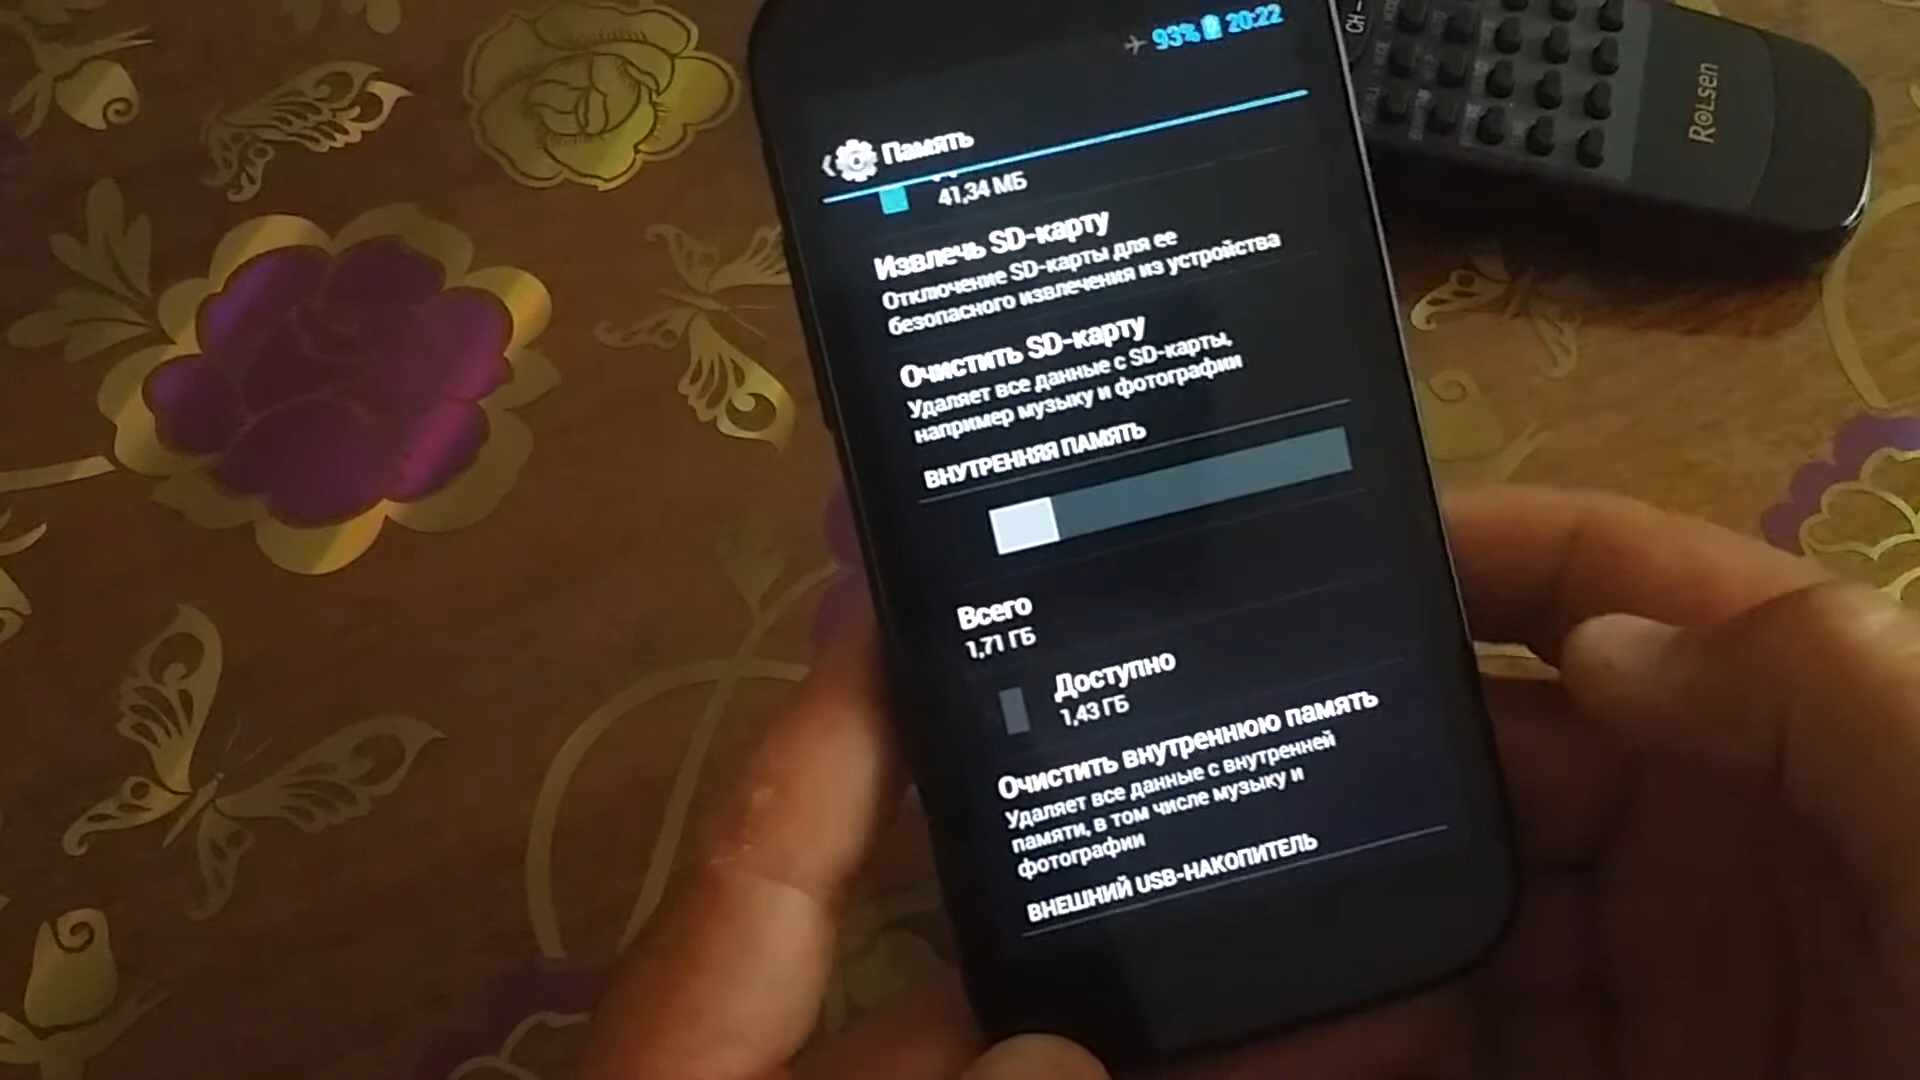 93% 20:22
CH -
ROLSEN
Память
41,34 МБ
Извлечь SD-карту
Отключение SD-карты для ее
безопасного извлечения из устройства
Очистить SD-карту
Удаляет все данные с SD-карты,
например музыку и фотографии
ВНУТРЕННЯЯ ПАМЯТЬ
Всего
1,71 ГБ
Доступно
1,43 ГБ
Очистить внутреннюю память
Удаляет все данные с внутренней
памяти, в том числе музыку и
фотографии
ВНЕШНИЙ USB-НАКОПИТЕЛЬ